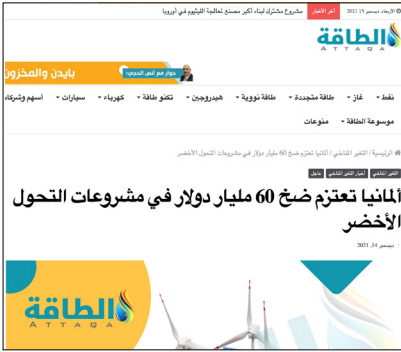 الأربعاء, ديسمبر 15 2021
أخر الأخبار
مشروع مشترك لبناء أكبر مصنع لمعالجة الليثيوم في أوروبا
الطاقة
ATTAQA
حوار مع أنس الحجي:
بايدن والمخزون
نفط
غاز
طاقة متجددة
طاقة نووية
هيدروجين
تكنو طاقة
كهرباء
سيارات
أسهم وشركا
موسوعة الطاقة
منوعات
الرئيسية / التغير المناخي / ألمانيا تعتزم ضخ 60 مليار دولار في مشروعات التحول الأخضر
التغير المناخي
أخبار التغير المناخي
عاجل
ألمانيا تعتزم ضخ 60 مليار دولار في مشروعات التحول
الأخضر
ديسمبر 14, 2021
الطاقة
ATTAQA